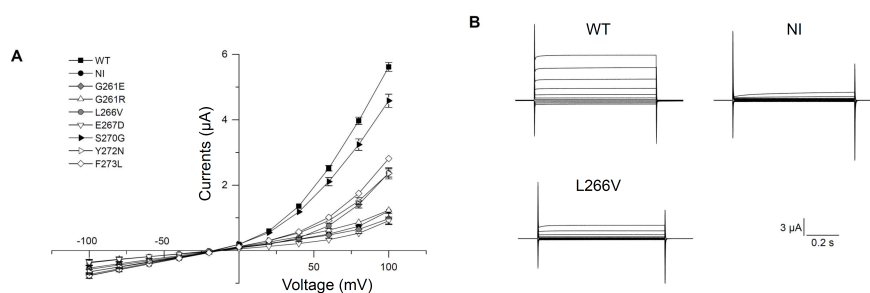 A
WT
NI
G261E
G261R
L266V
E267D
S270G
Y272N
F273L
Currents (µA)
6
4
2
-100
-50
50
100
Voltage (mV)
B
WT
NI
L266V
3 µA
0.2 s